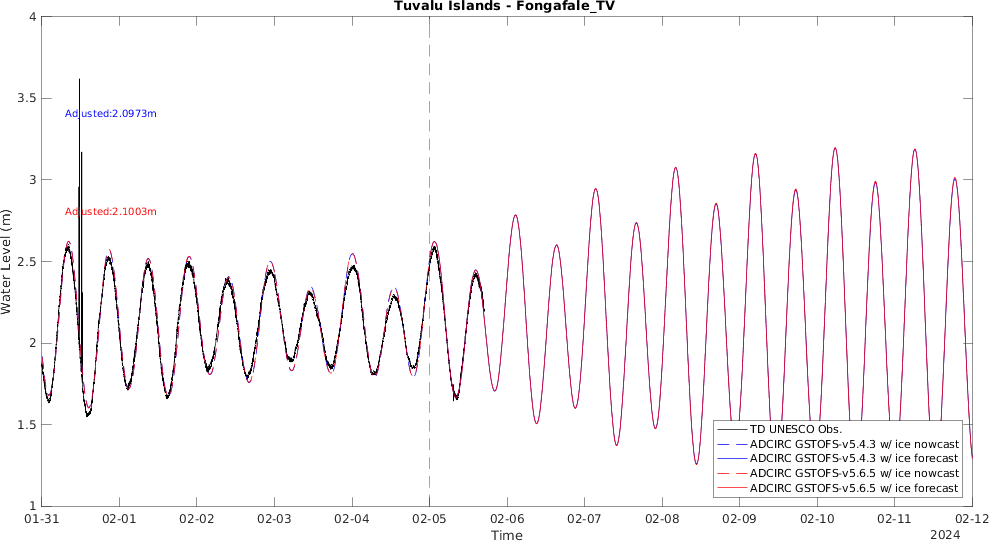 Tuvalu Islands - Fongafale_TV
4
3.5
3
2.5
2
1.5
1
Water Level (m)
Adjusted:2.0973m
Adjusted:2.1003m
TD UNESCO Obs.
ADCIRC GSTOFS-v5.4.3 w/ ice nowcast
ADCIRC GSTOFS-v5.4.3 w/ ice forecast
ADCIRC GSTOFS-v5.6.5 w/ ice nowcast
ADCIRC GSTOFS-v5.6.5 w/ ice forecast
01-31 02-01 02-02 02-03 02-04 02-05 02-06 02-07 02-08 02-09 02-10 02-11 02-12
Time
2024